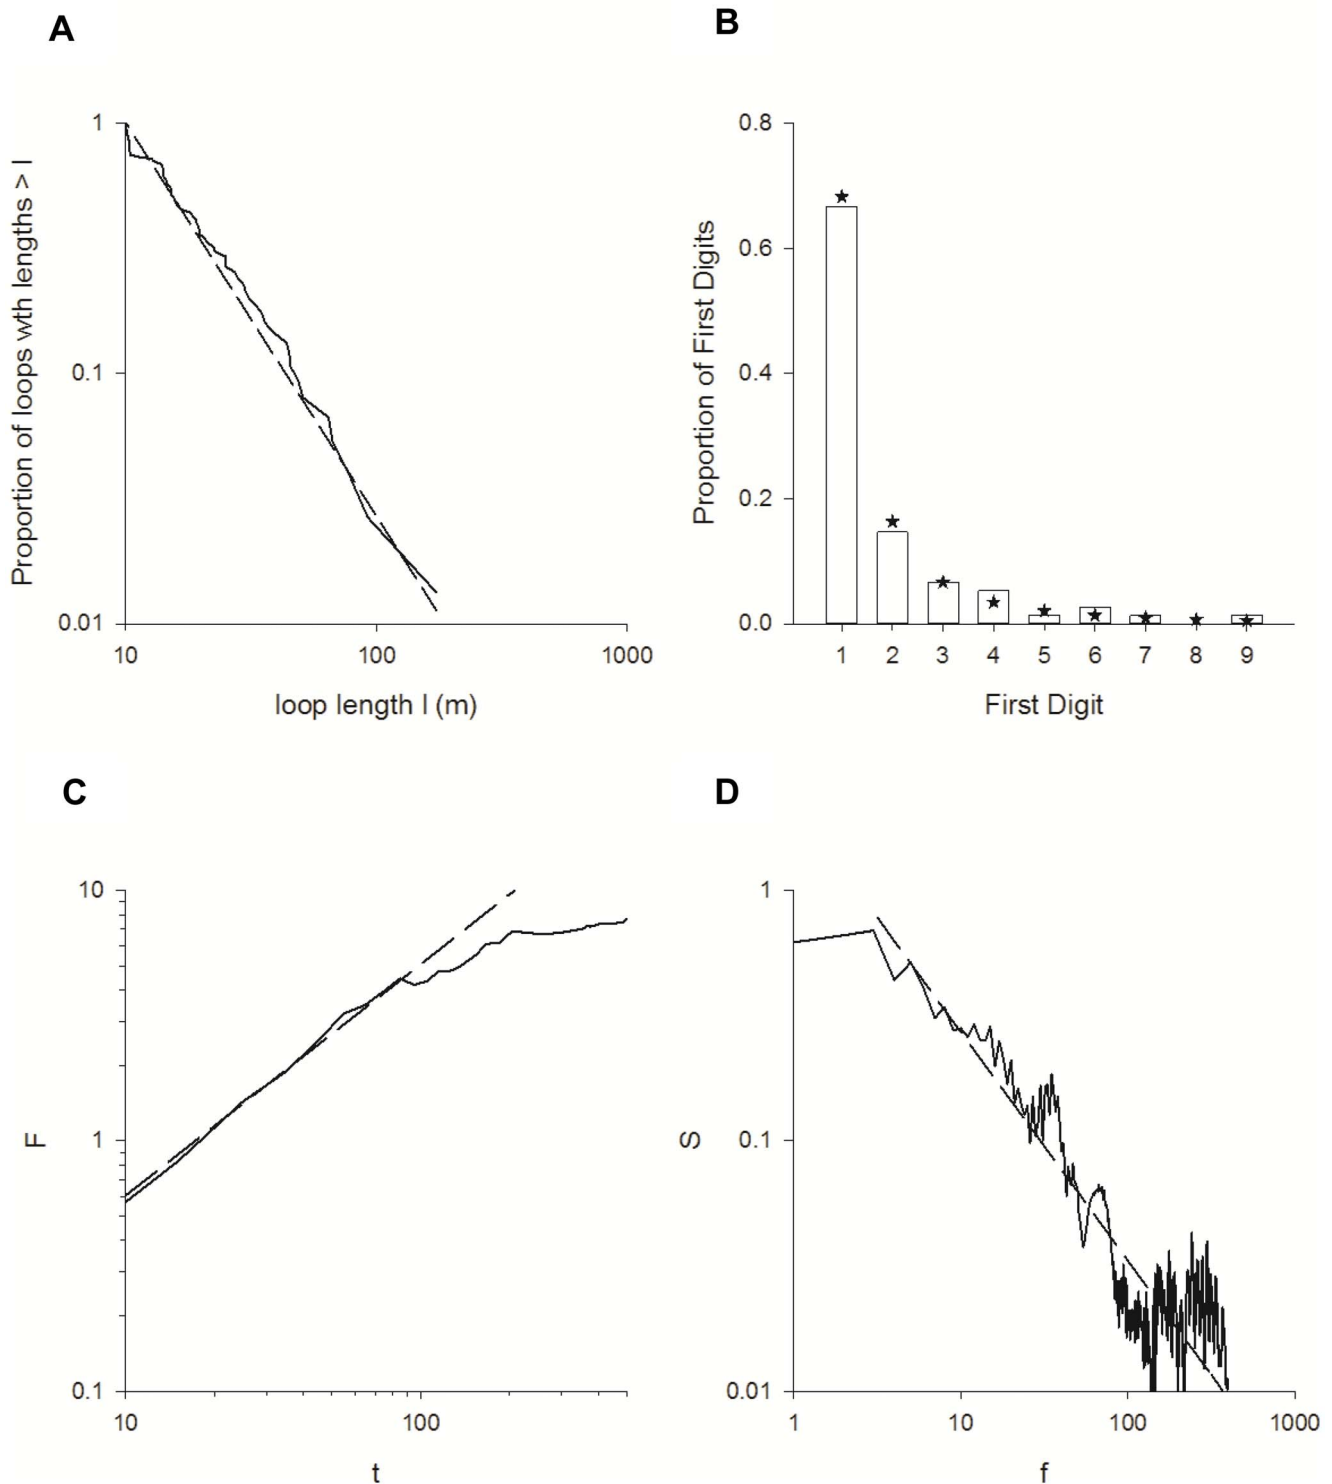 A
Proportion of loops wth lengths > l
1
0.1
0.01
10 100 1000
loop length l (m)
B
Proportion of First Digits
0.8
0.6
0.4
0.2
0.0
1 2 3 4 5 6 7 8 9
First Digit
C
F
10
1
0.1
10 100
t
D
S
1
0.1
0.01
1 10 100 1000
f